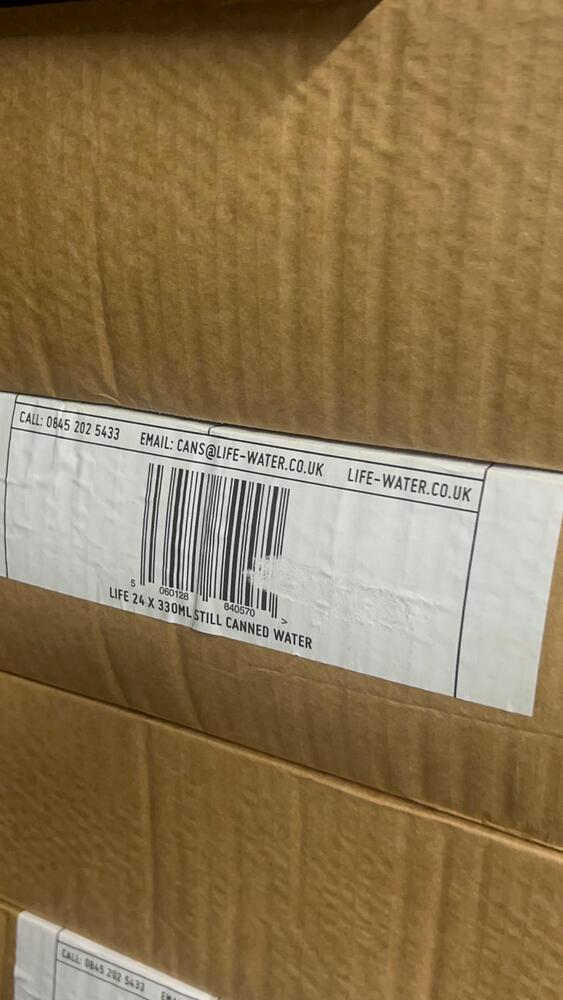 CALL: 0845 202 5433 EMAIL: CANS@LIFE-WATER.CO.UK LIFE-WATER.CO.UK
5 060128 840570 >
LIFE 24 X 330ML STILL CANNED WATER
CALL: 0845 202 5433